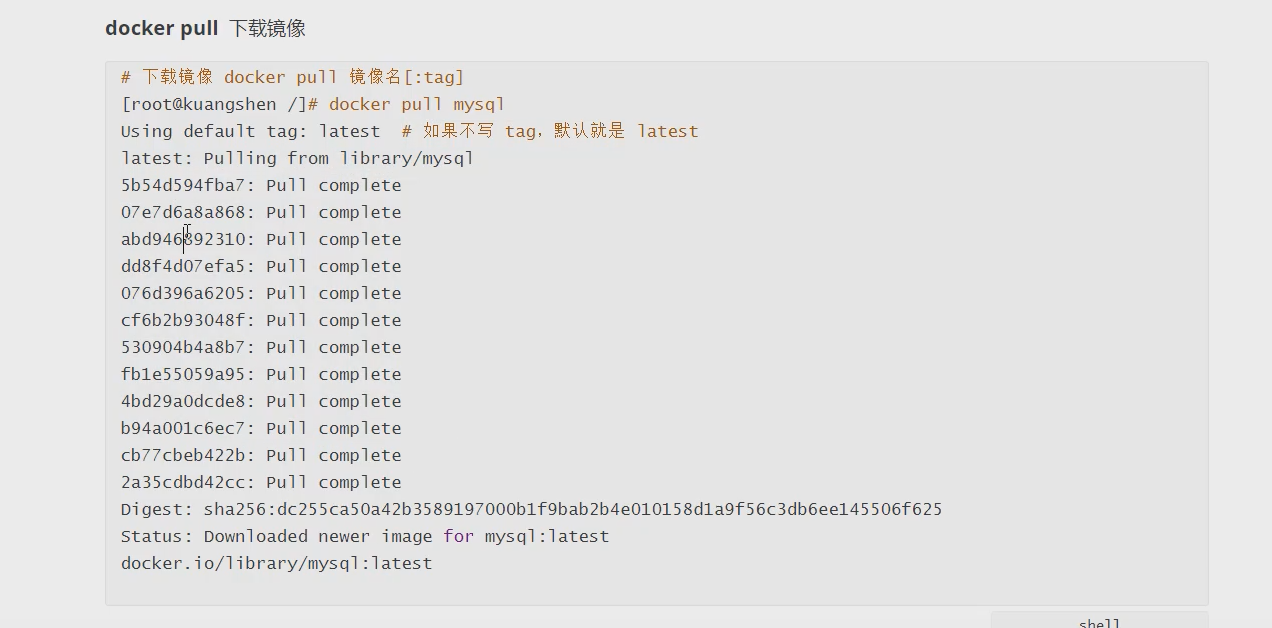 docker pull 下载镜像
# 下载镜像 docker pull 镜像名[:tag]
[root@kuangshen /]# docker pull mysql
Using default tag: latest  # 如果不写 tag，默认就是 latest
latest: Pulling from library/mysql
5b54d594fba7: Pull complete
07e7d6a8a868: Pull complete
abd946892310: Pull complete
dd8f4d07efa5: Pull complete
076d396a6205: Pull complete
cf6b2b93048f: Pull complete
530904b4a8b7: Pull complete
fb1e55059a95: Pull complete
4bd29a0dcde8: Pull complete
b94a001c6ec7: Pull complete
cb77cbeb422b: Pull complete
2a35cdbd42cc: Pull complete
Digest: sha256:dc255ca50a42b3589197000b1f9bab2b4e010158d1a9f56c3db6ee145506f625
Status: Downloaded newer image for mysql:latest
docker.io/library/mysql:latest
shell